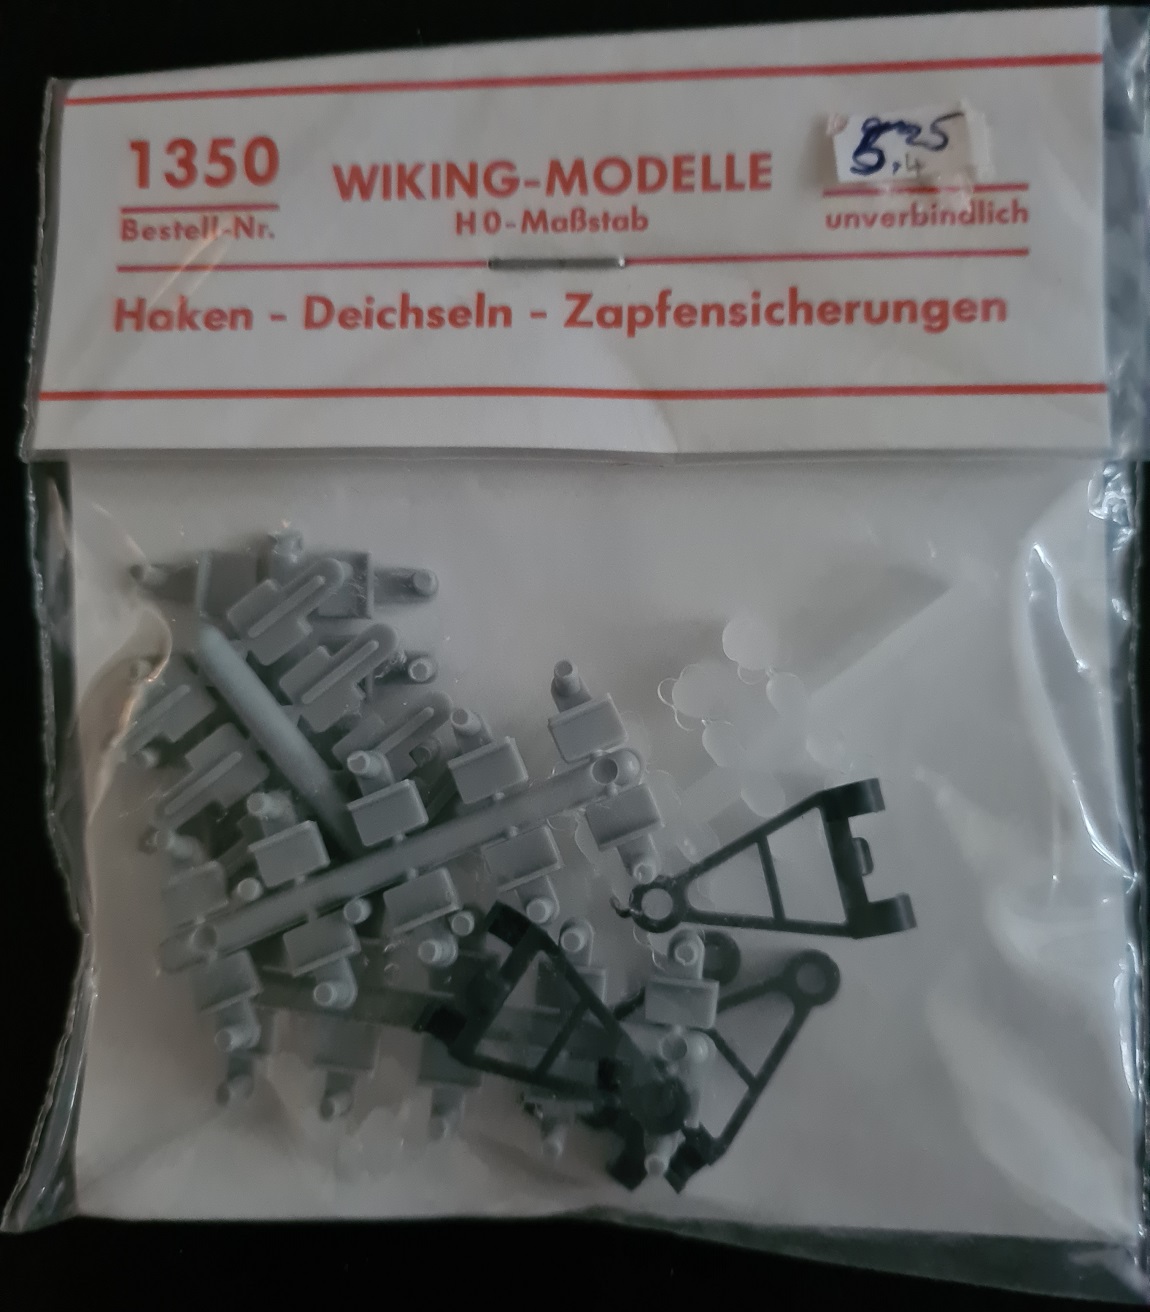 1350
Bestell-Nr.
WIKING-MODELLE
H0-Maßstab
unverbindlich
Haken - Deichseln - Zapfensicherungen